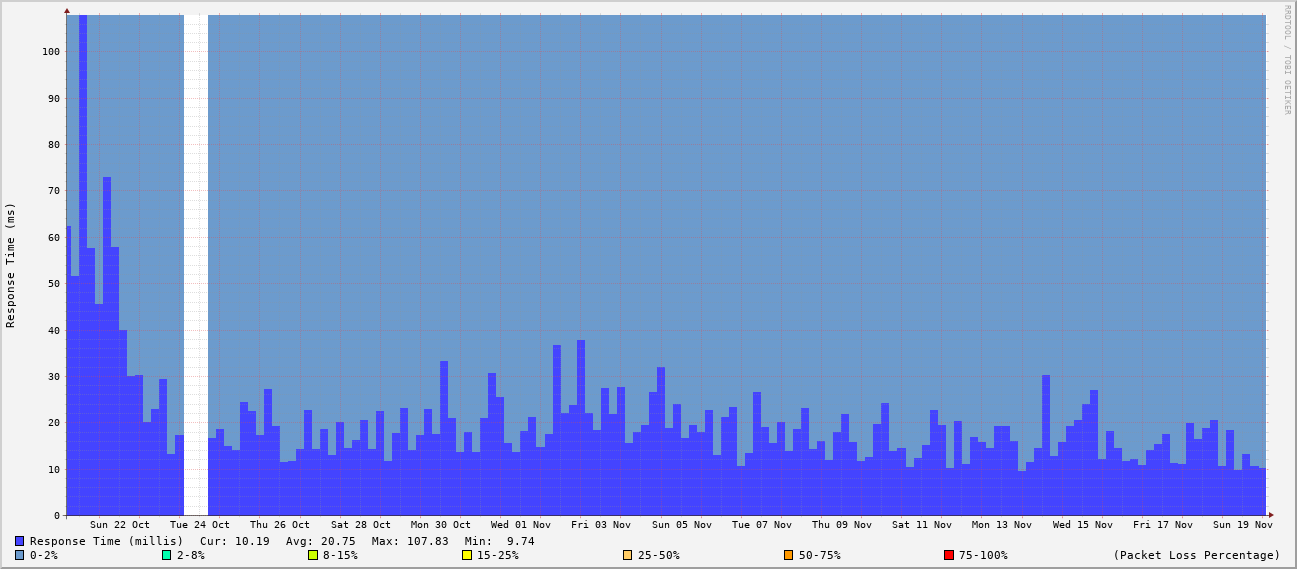 RRDTOOL / TOBI OETIKER
Response Time (ms)
100
90
80
70
60
50
40
30
20
10
0
Sun 22 Oct Tue 24 Oct Thu 26 Oct Sat 28 Oct Mon 30 Oct Wed 01 Nov Fri 03 Nov Sun 05 Nov Tue 07 Nov Thu 09 Nov Sat 11 Nov Mon 13 Nov Wed 15 Nov Fri 17 Nov Sun 19 Nov
Response Time (millis) Cur: 10.19 Avg: 20.75 Max: 107.83 Min: 9.74
0-2% 2-8% 8-15% 15-25% 25-50% 50-75% 75-100% (Packet Loss Percentage)